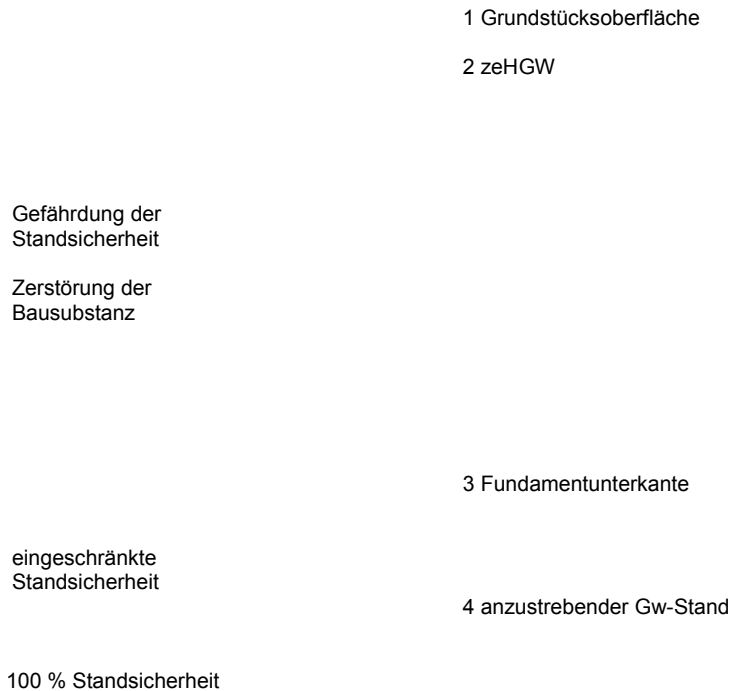 1 Grundstücksoberfläche
2 zeHGW
Gefährdung der
Standsicherheit
Zerstörung der
Bausubstanz
3 Fundamentunterkante
eingeschränkte
Standsicherheit
4 anzustrebender Gw-Stand
100 % Standsicherheit